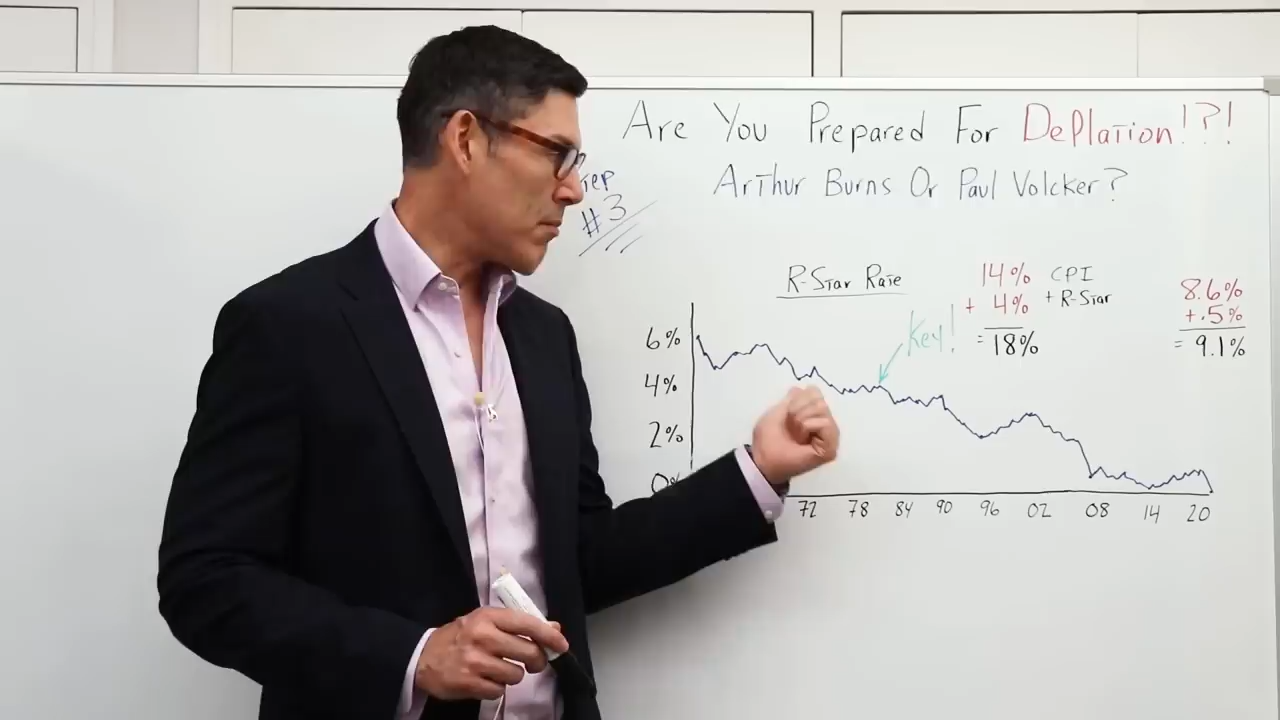 Are You Prepared For Deflation!?!
Arthur Burns Or Paul Volcker?
#3
R-Star Rate
Key!
14% CPI
+ 4% + R-Star
= 18%
8.6%
+.5%
= 9.1%
6%
4%
2%
72 78 84 90 96 02 08 14 20